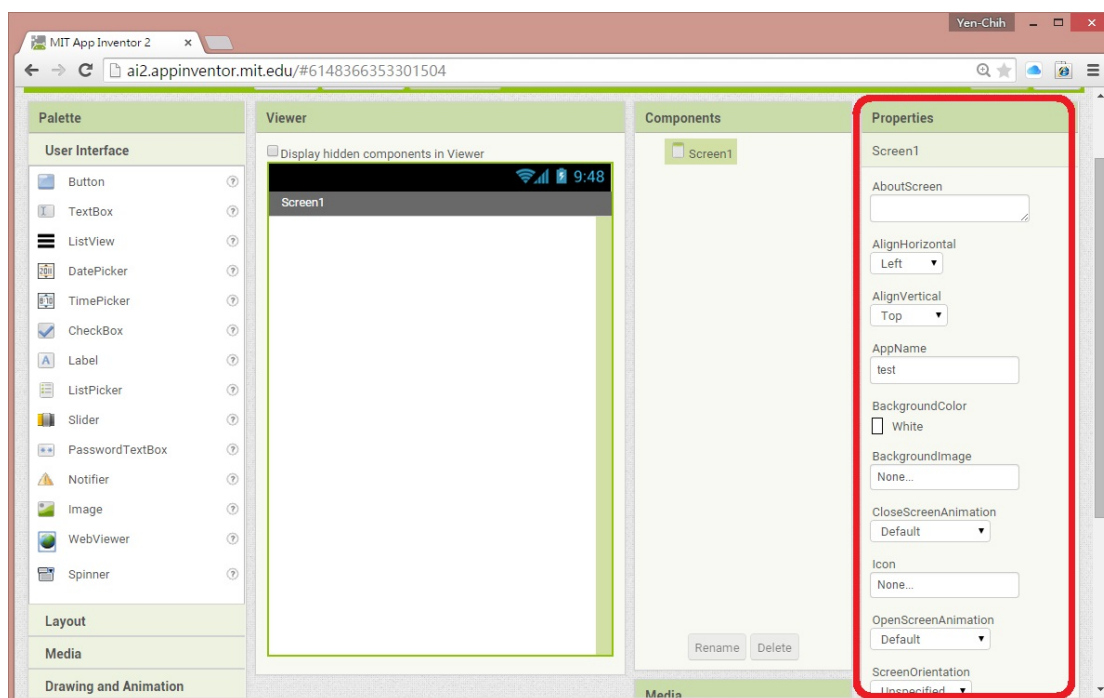 Yen-Chih
MIT App Inventor 2
ai2.appinventor.mit.edu/#6148366353301504
Palette
User Interface
Button
TextBox
ListView
DatePicker
TimePicker
CheckBox
Label
ListPicker
Slider
PasswordTextBox
Notifier
Image
WebViewer
Spinner
Layout
Media
Drawing and Animation
Viewer
Display hidden components in Viewer
9:48
Screen1
Components
Screen1
Rename Delete
Media
Properties
Screen1
AboutScreen
AlignHorizontal
Left
AlignVertical
Top
AppName
test
BackgroundColor
White
BackgroundImage
None...
CloseScreenAnimation
Default
Icon
None...
OpenScreenAnimation
Default
ScreenOrientation
Unspecified